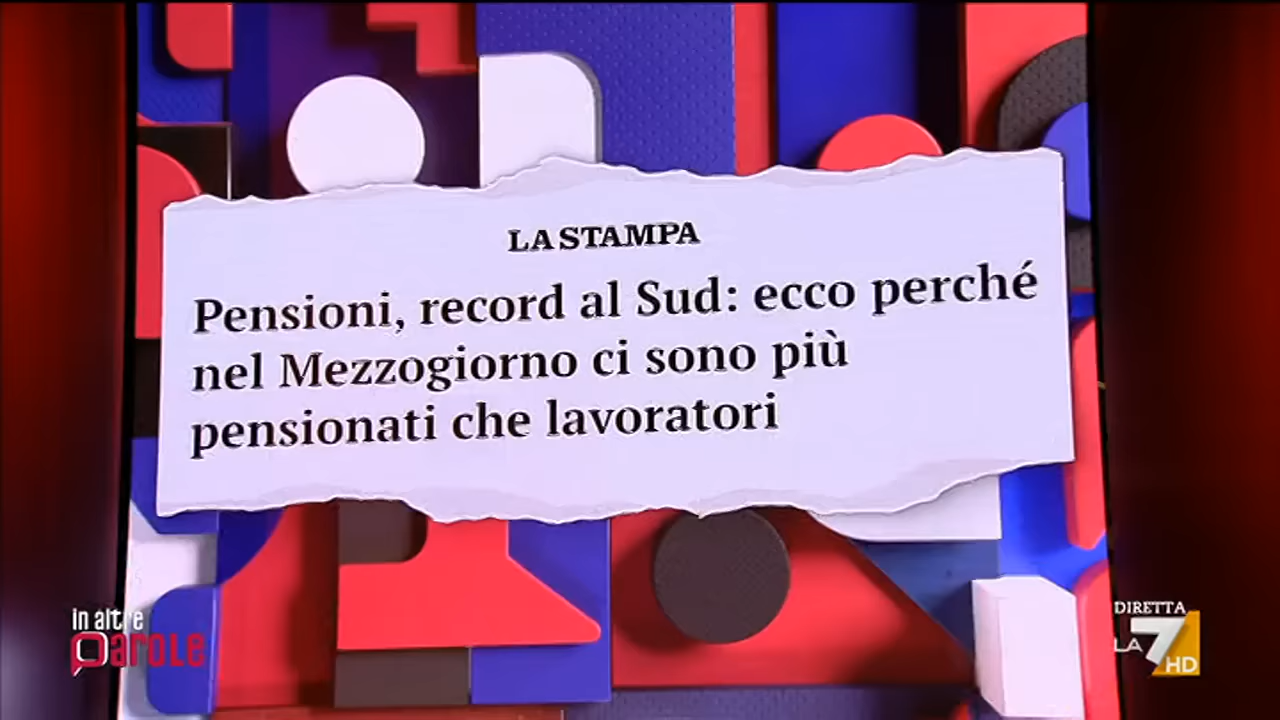 LA STAMPA
Pensioni, record al Sud: ecco perché
nel Mezzogiorno ci sono più
pensionati che lavoratori
in altre
parole
DIRETTA
LA 7
HD